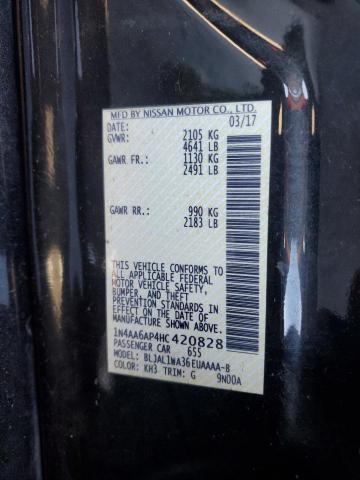 MFD BY NISSAN MOTOR CO., LTD.
DATE: 03/17
GVWR: 2105 KG
4641 LB
GAWR FR.: 1130 KG
2491 LB
GAWR RR.: 990 KG
2183 LB
THIS VEHICLE CONFORMS TO
ALL APPLICABLE FEDERAL
MOTOR VEHICLE SAFETY,
BUMPER, AND THEFT
PREVENTION STANDARDS IN
EFFECT ON THE DATE OF
MANUFACTURE SHOWN ABOVE.
1N4AA6AP4HC420828
PASSENGER CAR 655
MODEL: BLJAL1WA36EUAAAA-B
COLOR: KH3 TRIM: G 9N00A